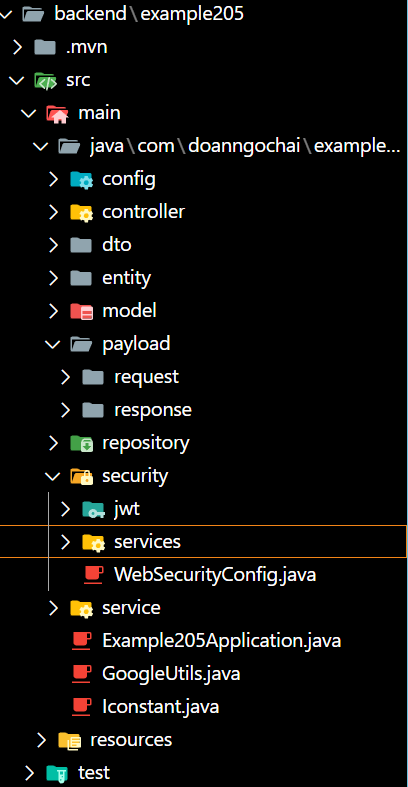 backend\example205
.mvn
src
main
java\com\doanngochai\example...
config
controller
dto
entity
model
payload
request
response
repository
security
jwt
services
WebSecurityConfig.java
service
Example205Application.java
GoogleUtils.java
Iconstant.java
resources
test